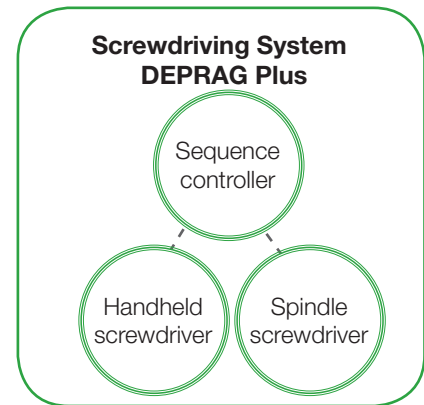 Screwdriving System
DEPRAG Plus
Sequence
controller
Handheld
screwdriver
Spindle
screwdriver